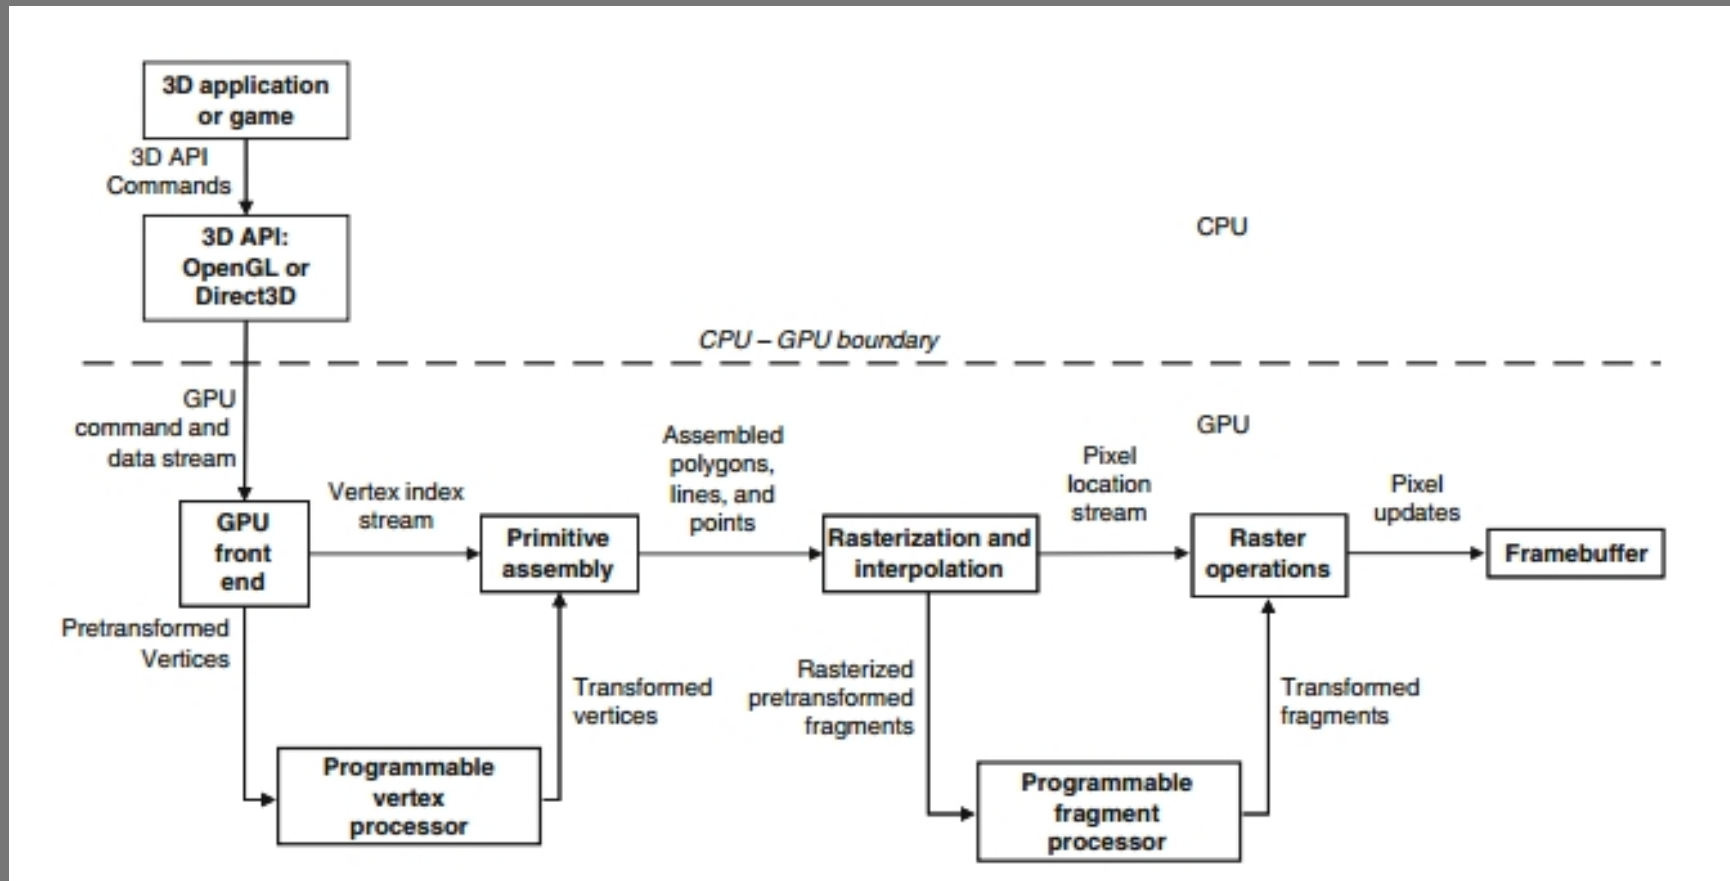 3D application
or game
3D API
Commands
3D API:
OpenGL or
Direct3D
CPU
CPU – GPU boundary
GPU
command and
data stream
GPU
Vertex index
stream
Assembled
polygons,
lines, and
points
Pixel
location
stream
Pixel
updates
GPU
front
end
Primitive
assembly
Rasterization and
interpolation
Raster
operations
Framebuffer
Pretransformed
Vertices
Transformed
vertices
Rasterized
pretransformed
fragments
Transformed
fragments
Programmable
vertex
processor
Programmable
fragment
processor